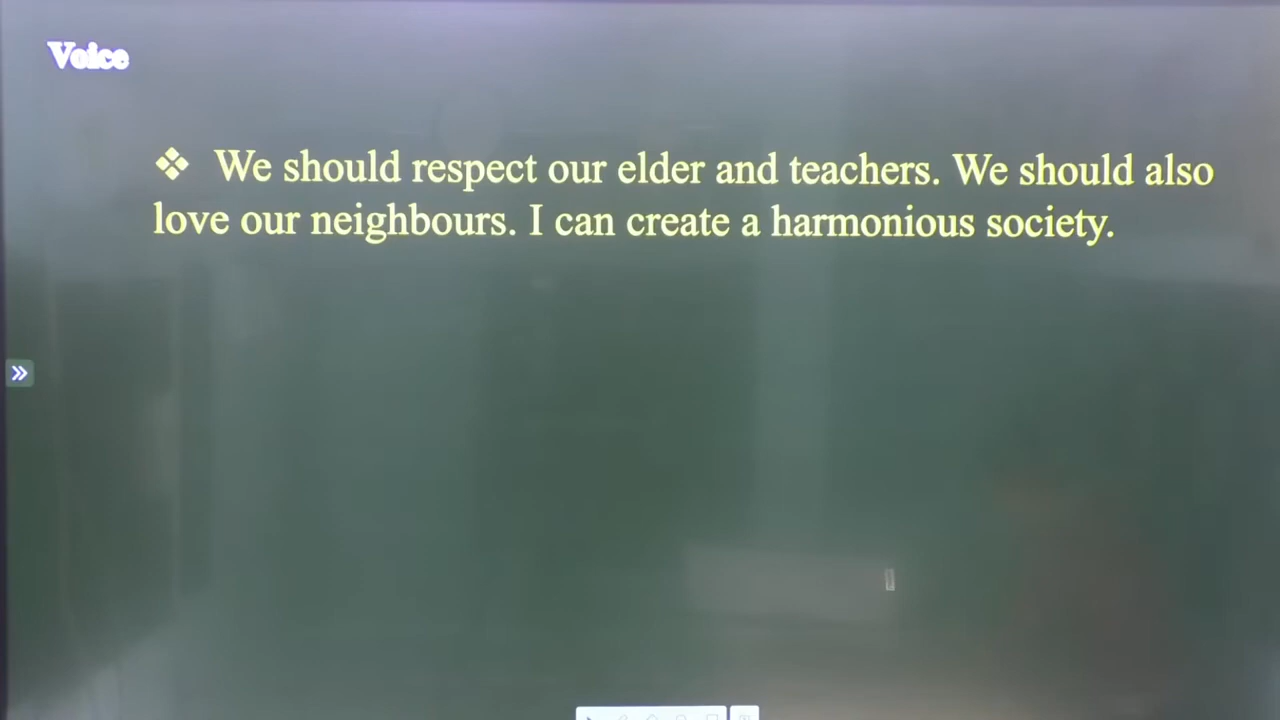 Voice
❖ We should respect our elder and teachers. We should also
love our neighbours. I can create a harmonious society.